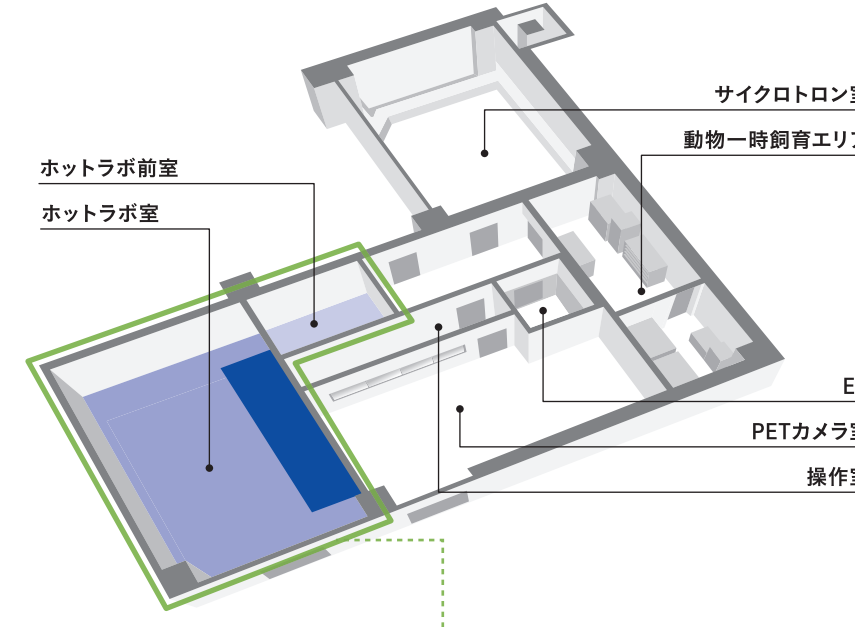 サイクロトロン室
動物一時飼育エリア
ホットラボ前室
ホットラボ室
E
PETカメラ室
操作室